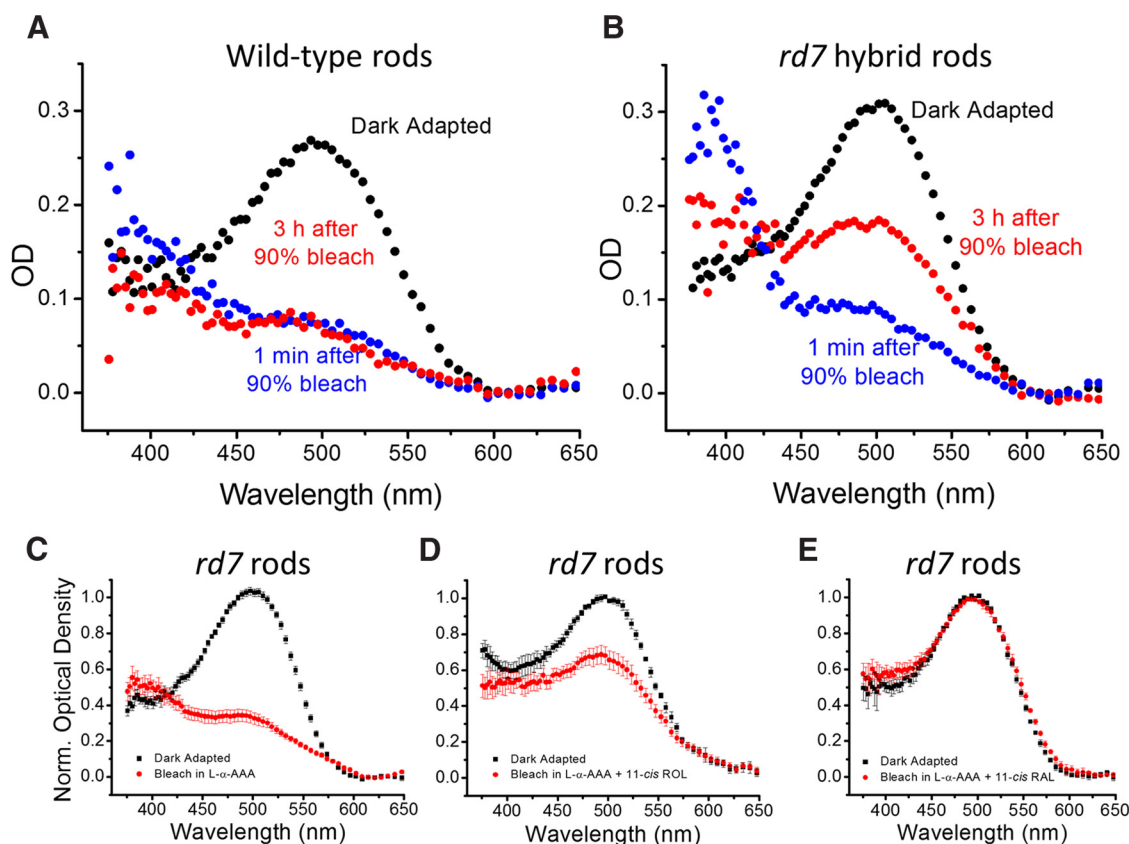 A
Wild-type rods
OD
0.3
0.2
0.1
0.0
Dark Adapted
3 h after
90% bleach
1 min after
90% bleach
400 450 500 550 600 650
Wavelength (nm)
B
rd7 hybrid rods
OD
0.3
0.2
0.1
0.0
Dark Adapted
3 h after
90% bleach
1 min after
90% bleach
400 450 500 550 600 650
Wavelength (nm)
C
rd7 rods
Norm. Optical Density
1.0
0.8
0.6
0.4
0.2
0.0
Dark Adapted
Bleach in L-α-AAA
400 450 500 550 600 650
Wavelength (nm)
D
rd7 rods
1.0
0.8
0.6
0.4
0.2
0.0
Dark Adapted
Bleach in L-α-AAA + 11-cis ROL
400 450 500 550 600 650
Wavelength (nm)
E
rd7 rods
1.0
0.8
0.6
0.4
0.2
0.0
Dark Adapted
Bleach in L-α-AAA + 11-cis RAL
400 450 500 550 600 650
Wavelength (nm)